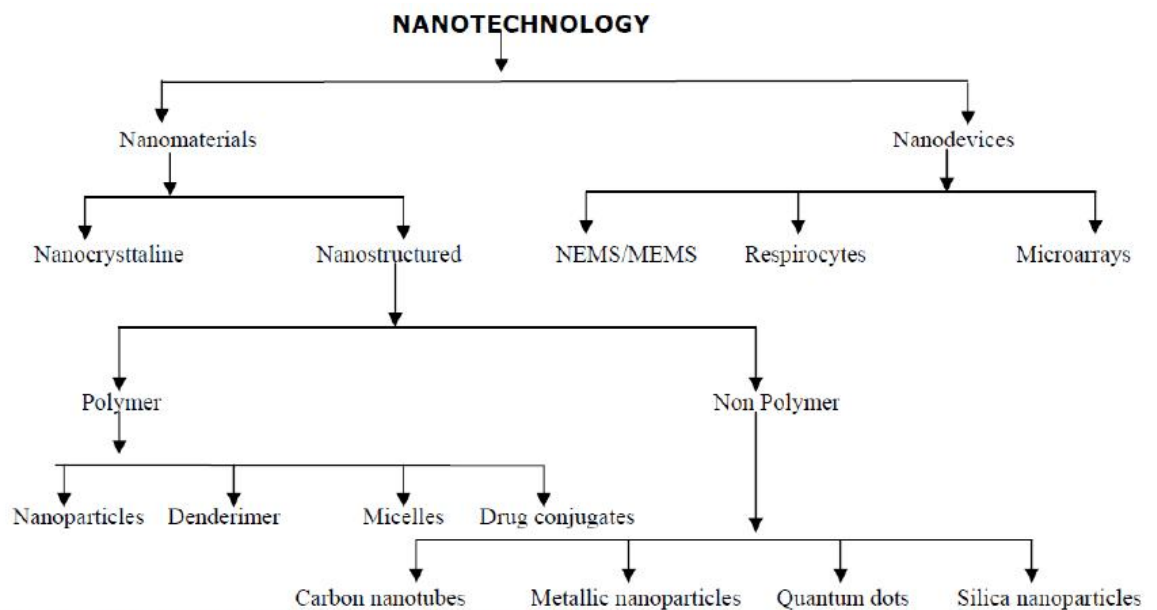 NANOTECHNOLOGY
Nanomaterials Nanodevices
Nanocrysttaline Nanostructured NEMS/MEMS Respirocytes Microarrays
Polymer Non Polymer
Nanoparticles Denderimer Micelles Drug conjugates
Carbon nanotubes Metallic nanoparticles Quantum dots Silica nanoparticles